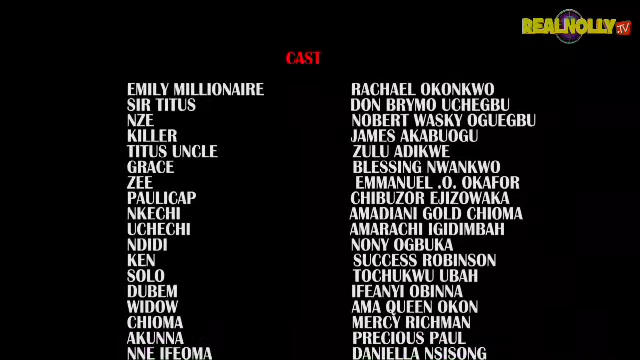 REALNOLLY.TV
CAST
EMILY MILLIONAIRE RACHAEL OKONKWO
SIR TITUS DON BRYMO UCHEGBU
NZE NOBERT WASKY OGUEGBU
KILLER JAMES AKABUOGU
TITUS UNCLE ZULU ADIKWE
GRACE BLESSING NWANKWO
ZEE EMMANUEL .O. OKAFOR
PAULICAP CHIBUZOR EJIZOWAKA
NKECHI AMADIANI GOLD CHIOMA
UCHECHI AMARACHI IGIDIMBAH
NDIDI NONY OGBUKA
KEN SUCCESS ROBINSON
SOLO TOCHUKWU UBAH
DUBEM IFEANYI OBINNA
WIDOW AMA QUEEN OKON
CHIOMA MERCY RICHMAN
AKUNNA PRECIOUS PAUL
NNE IFEOMA DANIELLA NSISONG